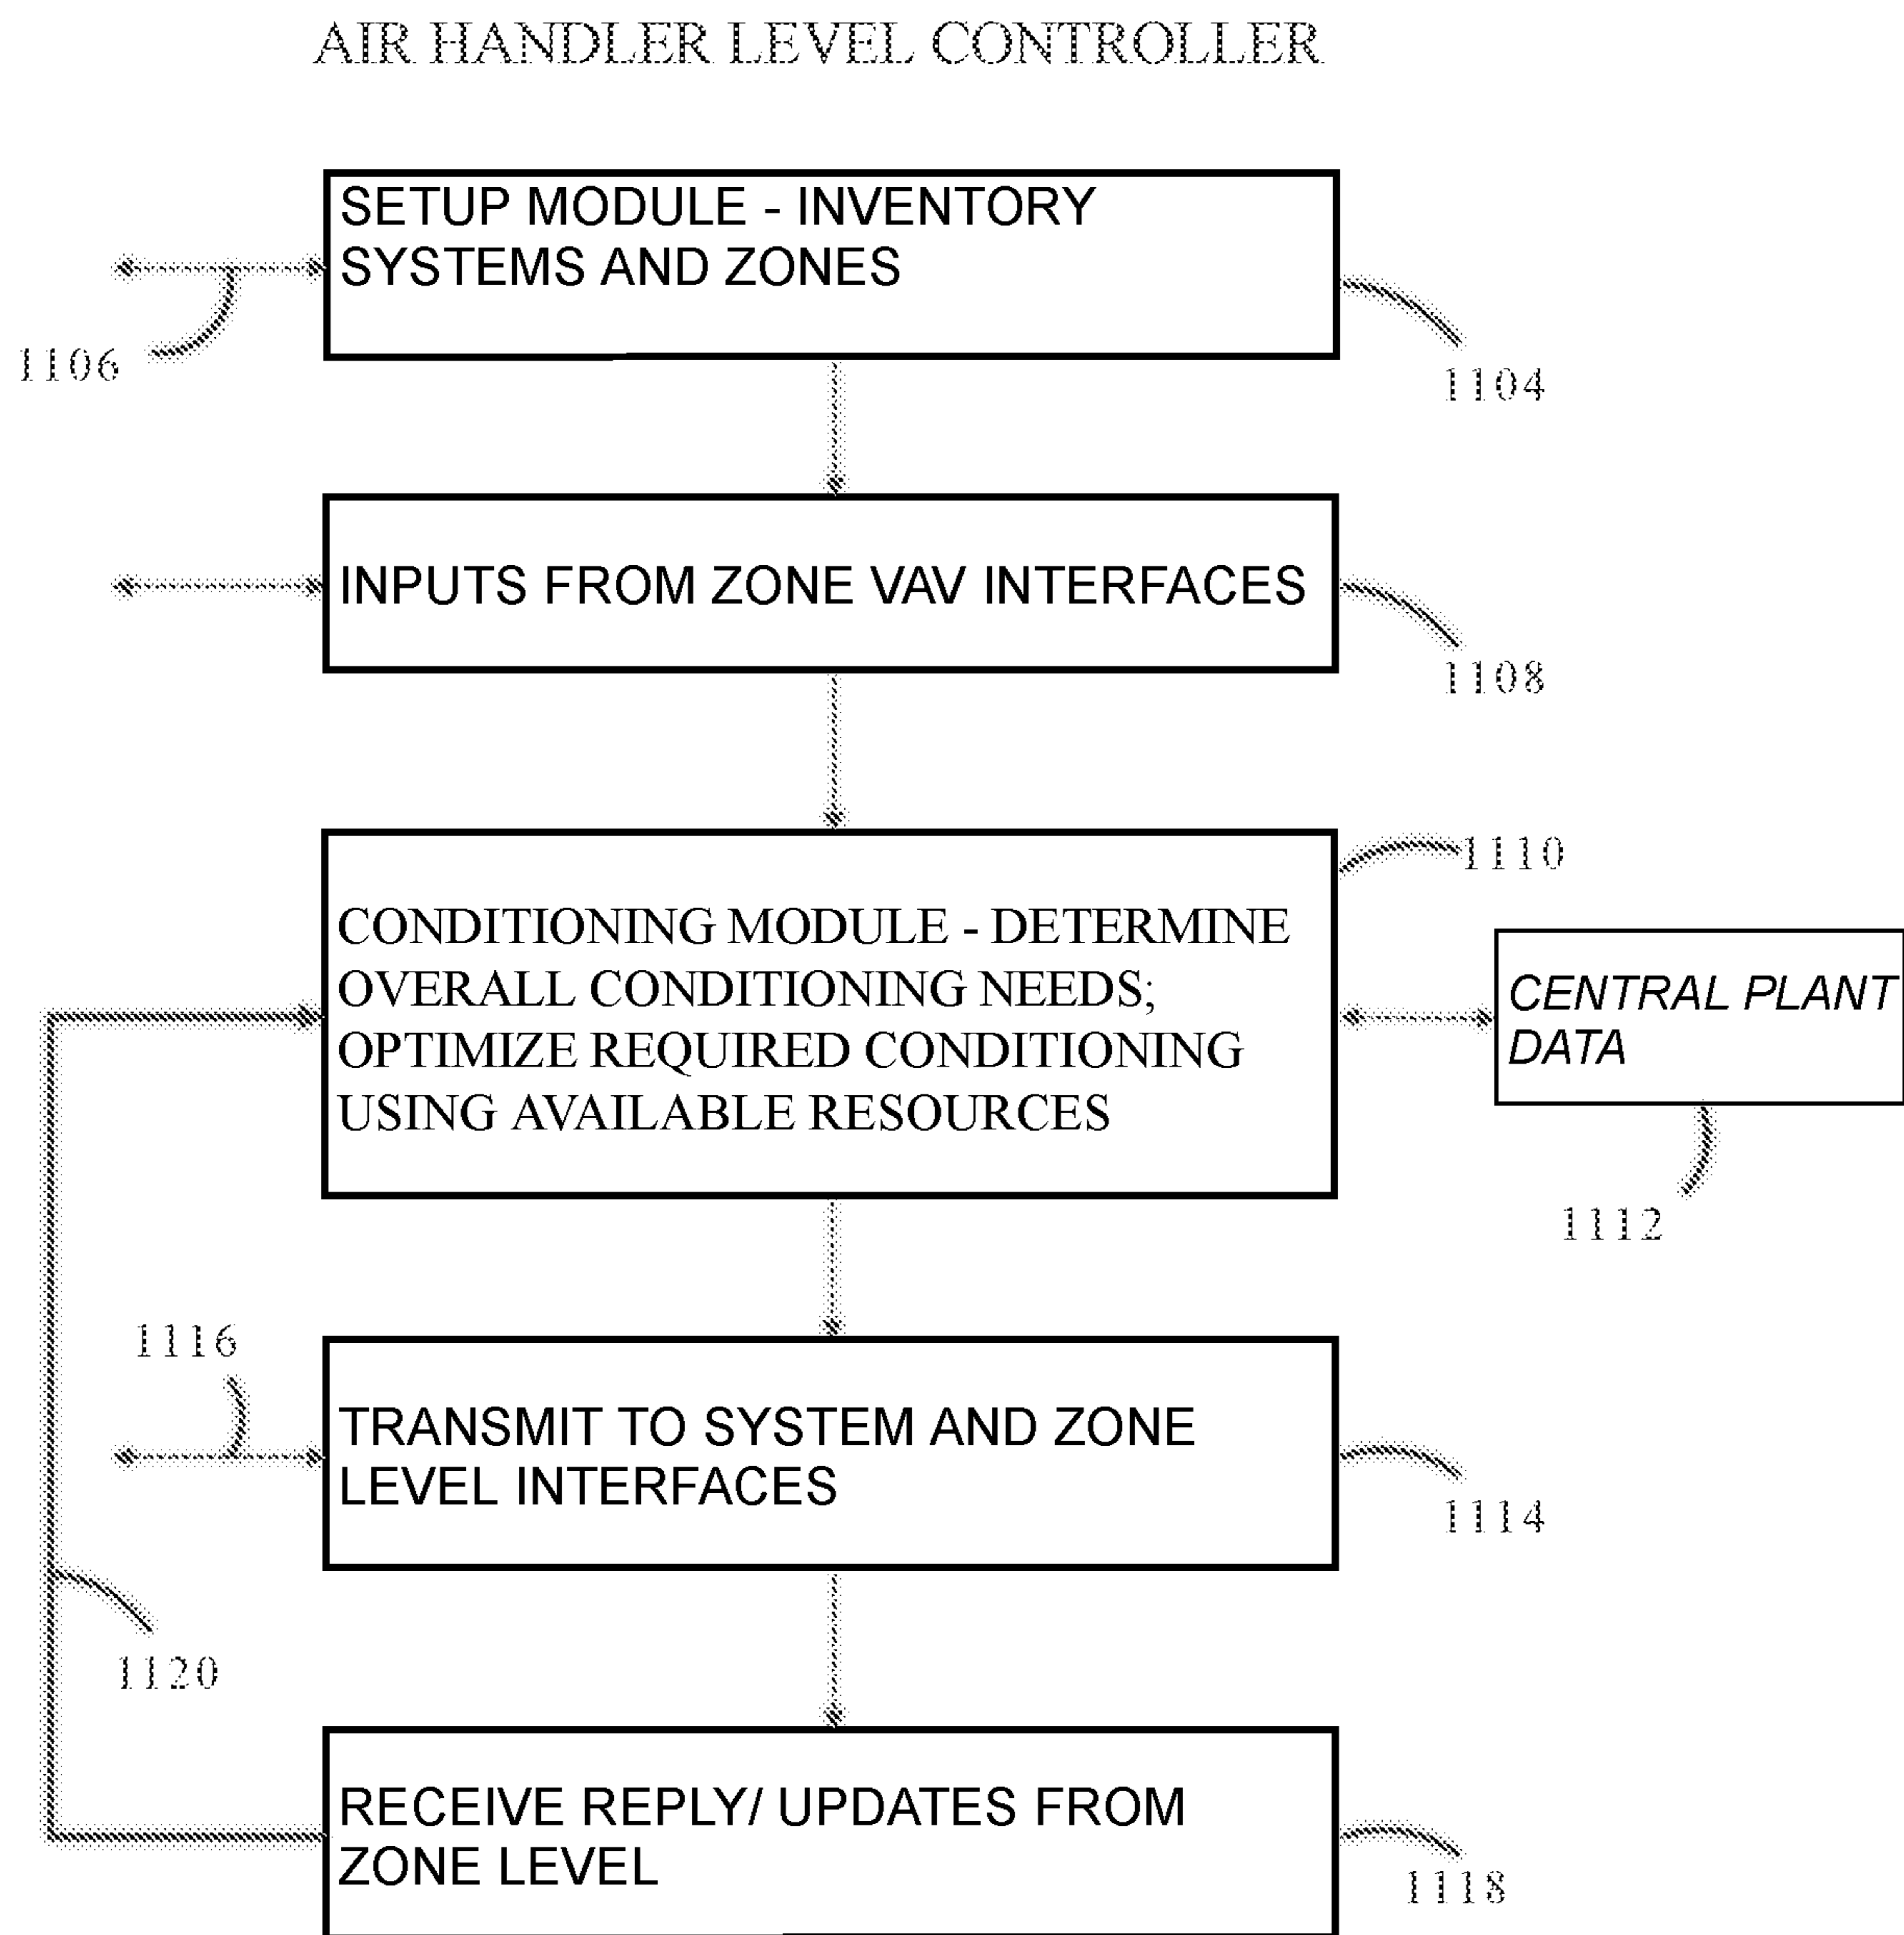 AIR HANDLER LEVEL CONTROLLER
SETUP MODULE - INVENTORY
SYSTEMS AND ZONES
1106
1104
INPUTS FROM ZONE VAV INTERFACES
1108
1110
CONDITIONING MODULE - DETERMINE
OVERALL CONDITIONING NEEDS;
OPTIMIZE REQUIRED CONDITIONING
USING AVAILABLE RESOURCES
CENTRAL PLANT
DATA
1112
1116
TRANSMIT TO SYSTEM AND ZONE
LEVEL INTERFACES
1114
1120
RECEIVE REPLY/ UPDATES FROM
ZONE LEVEL
1118